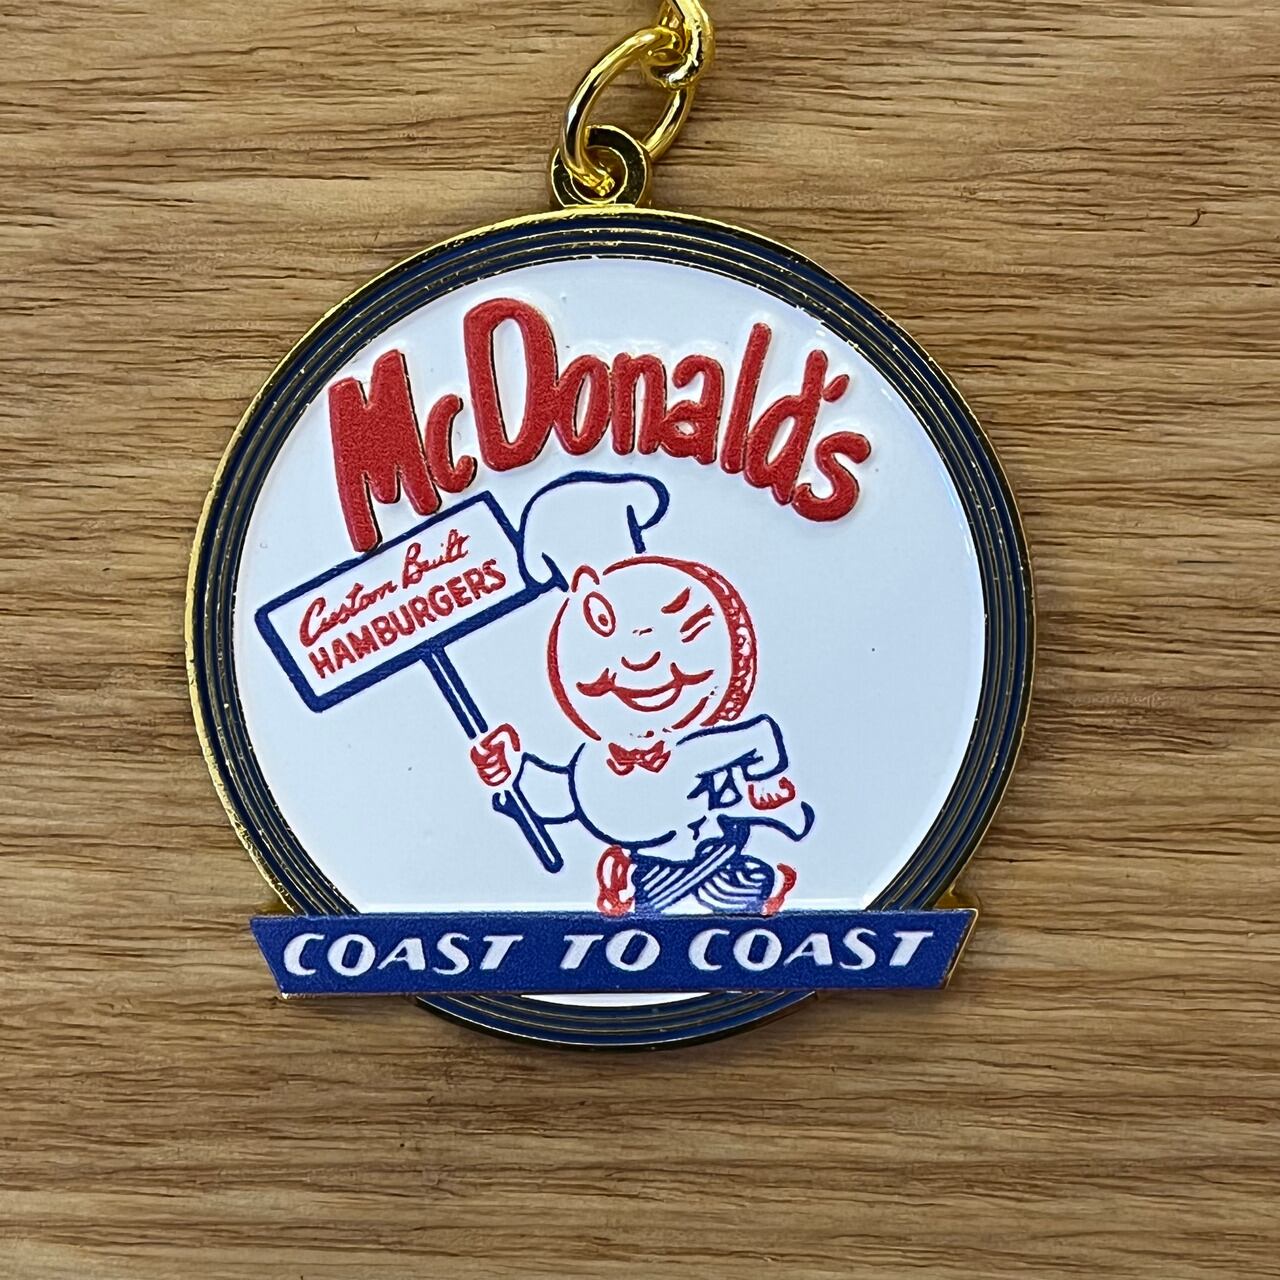 McDonald's
Custom Built
HAMBURGERS
COAST TO COAST